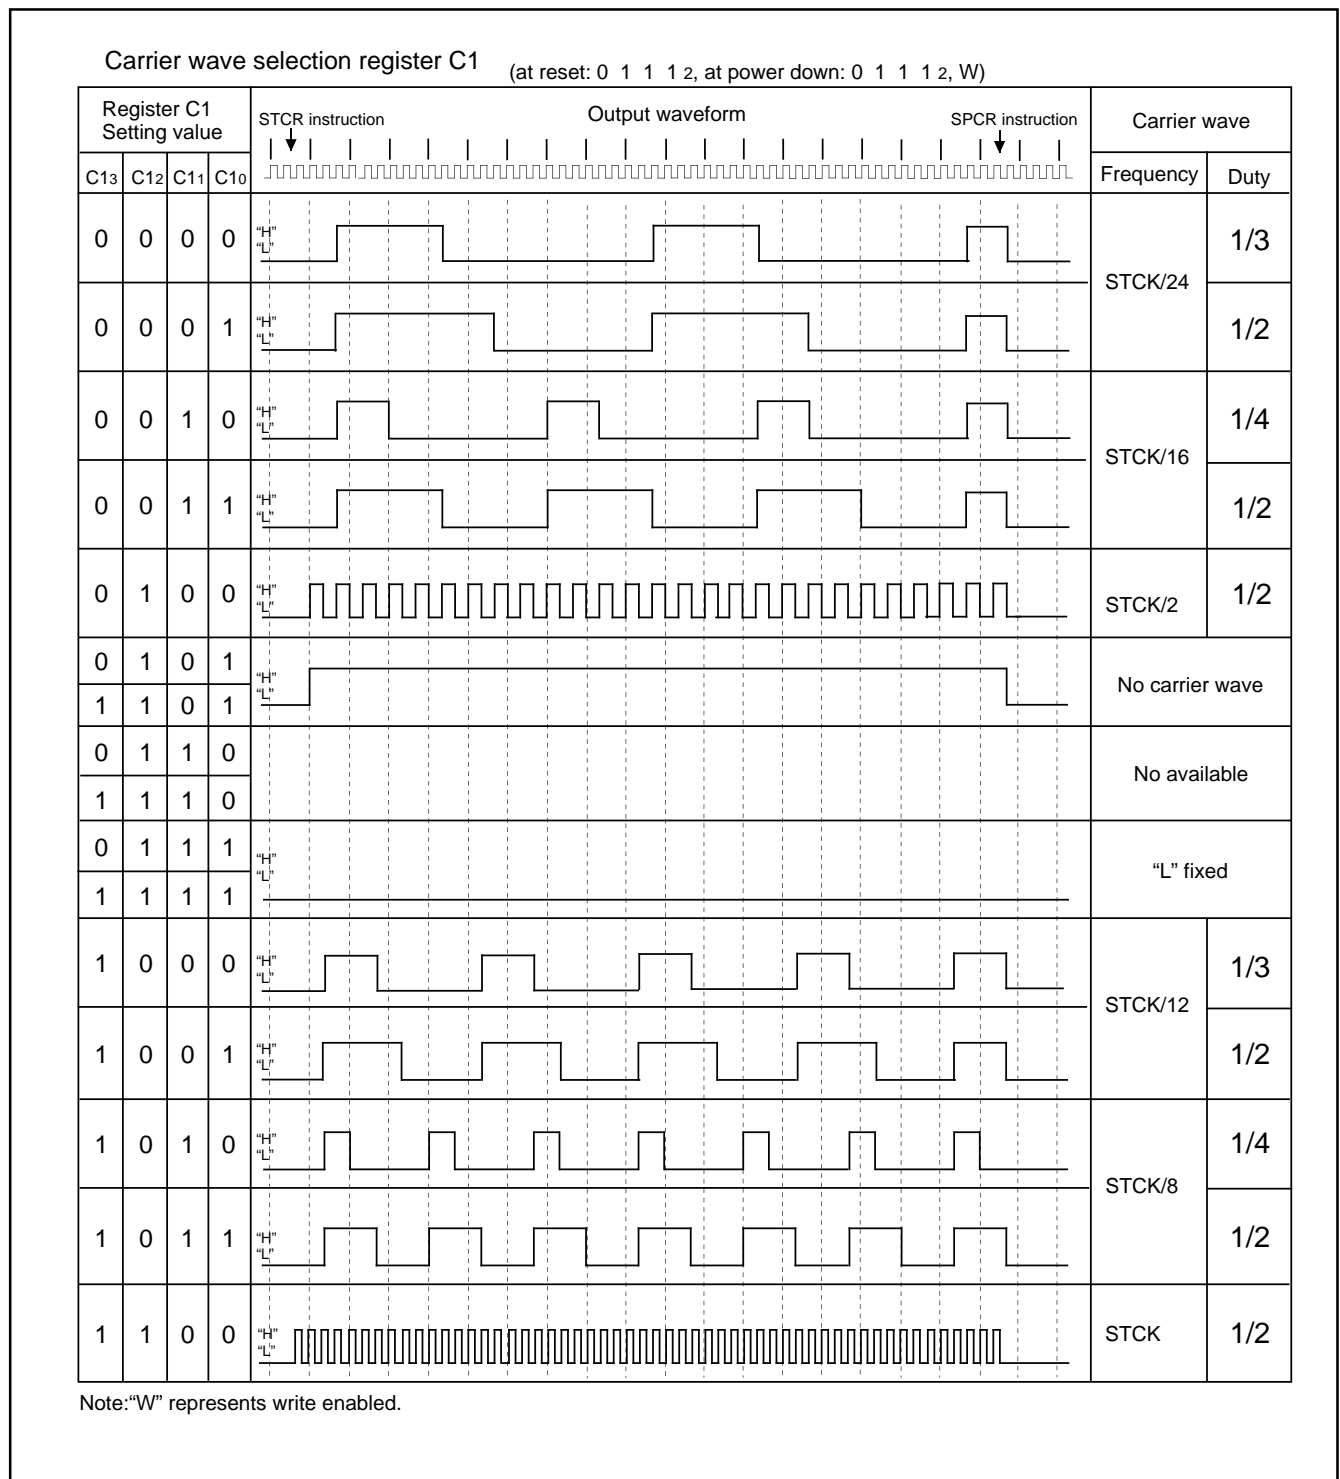 Carrier wave selection register C1 (at reset: 0 1 1 1 2, at power down: 0 1 1 1 2, W)
Register C1 Setting value
STCR instruction
Output waveform
SPCR instruction
Carrier wave
C13 C12 C11 C10
Frequency Duty
0 0 0 0 "H" "L" 1/3
STCK/24
0 0 0 1 "H" "L" 1/2
0 0 1 0 "H" "L" 1/4
STCK/16
0 0 1 1 "H" "L" 1/2
0 1 0 0 "H" "L" STCK/2 1/2
0 1 0 1
"H" "L" No carrier wave
1 1 0 1
0 1 1 0
No available
1 1 1 0
0 1 1 1
"H" "L" "L" fixed
1 1 1 1
1 0 0 0 "H" "L" 1/3
STCK/12
1 0 0 1 "H" "L" 1/2
1 0 1 0 "H" "L" 1/4
STCK/8
1 0 1 1 "H" "L" 1/2
1 1 0 0 "H" "L" STCK 1/2
Note:"W" represents write enabled.